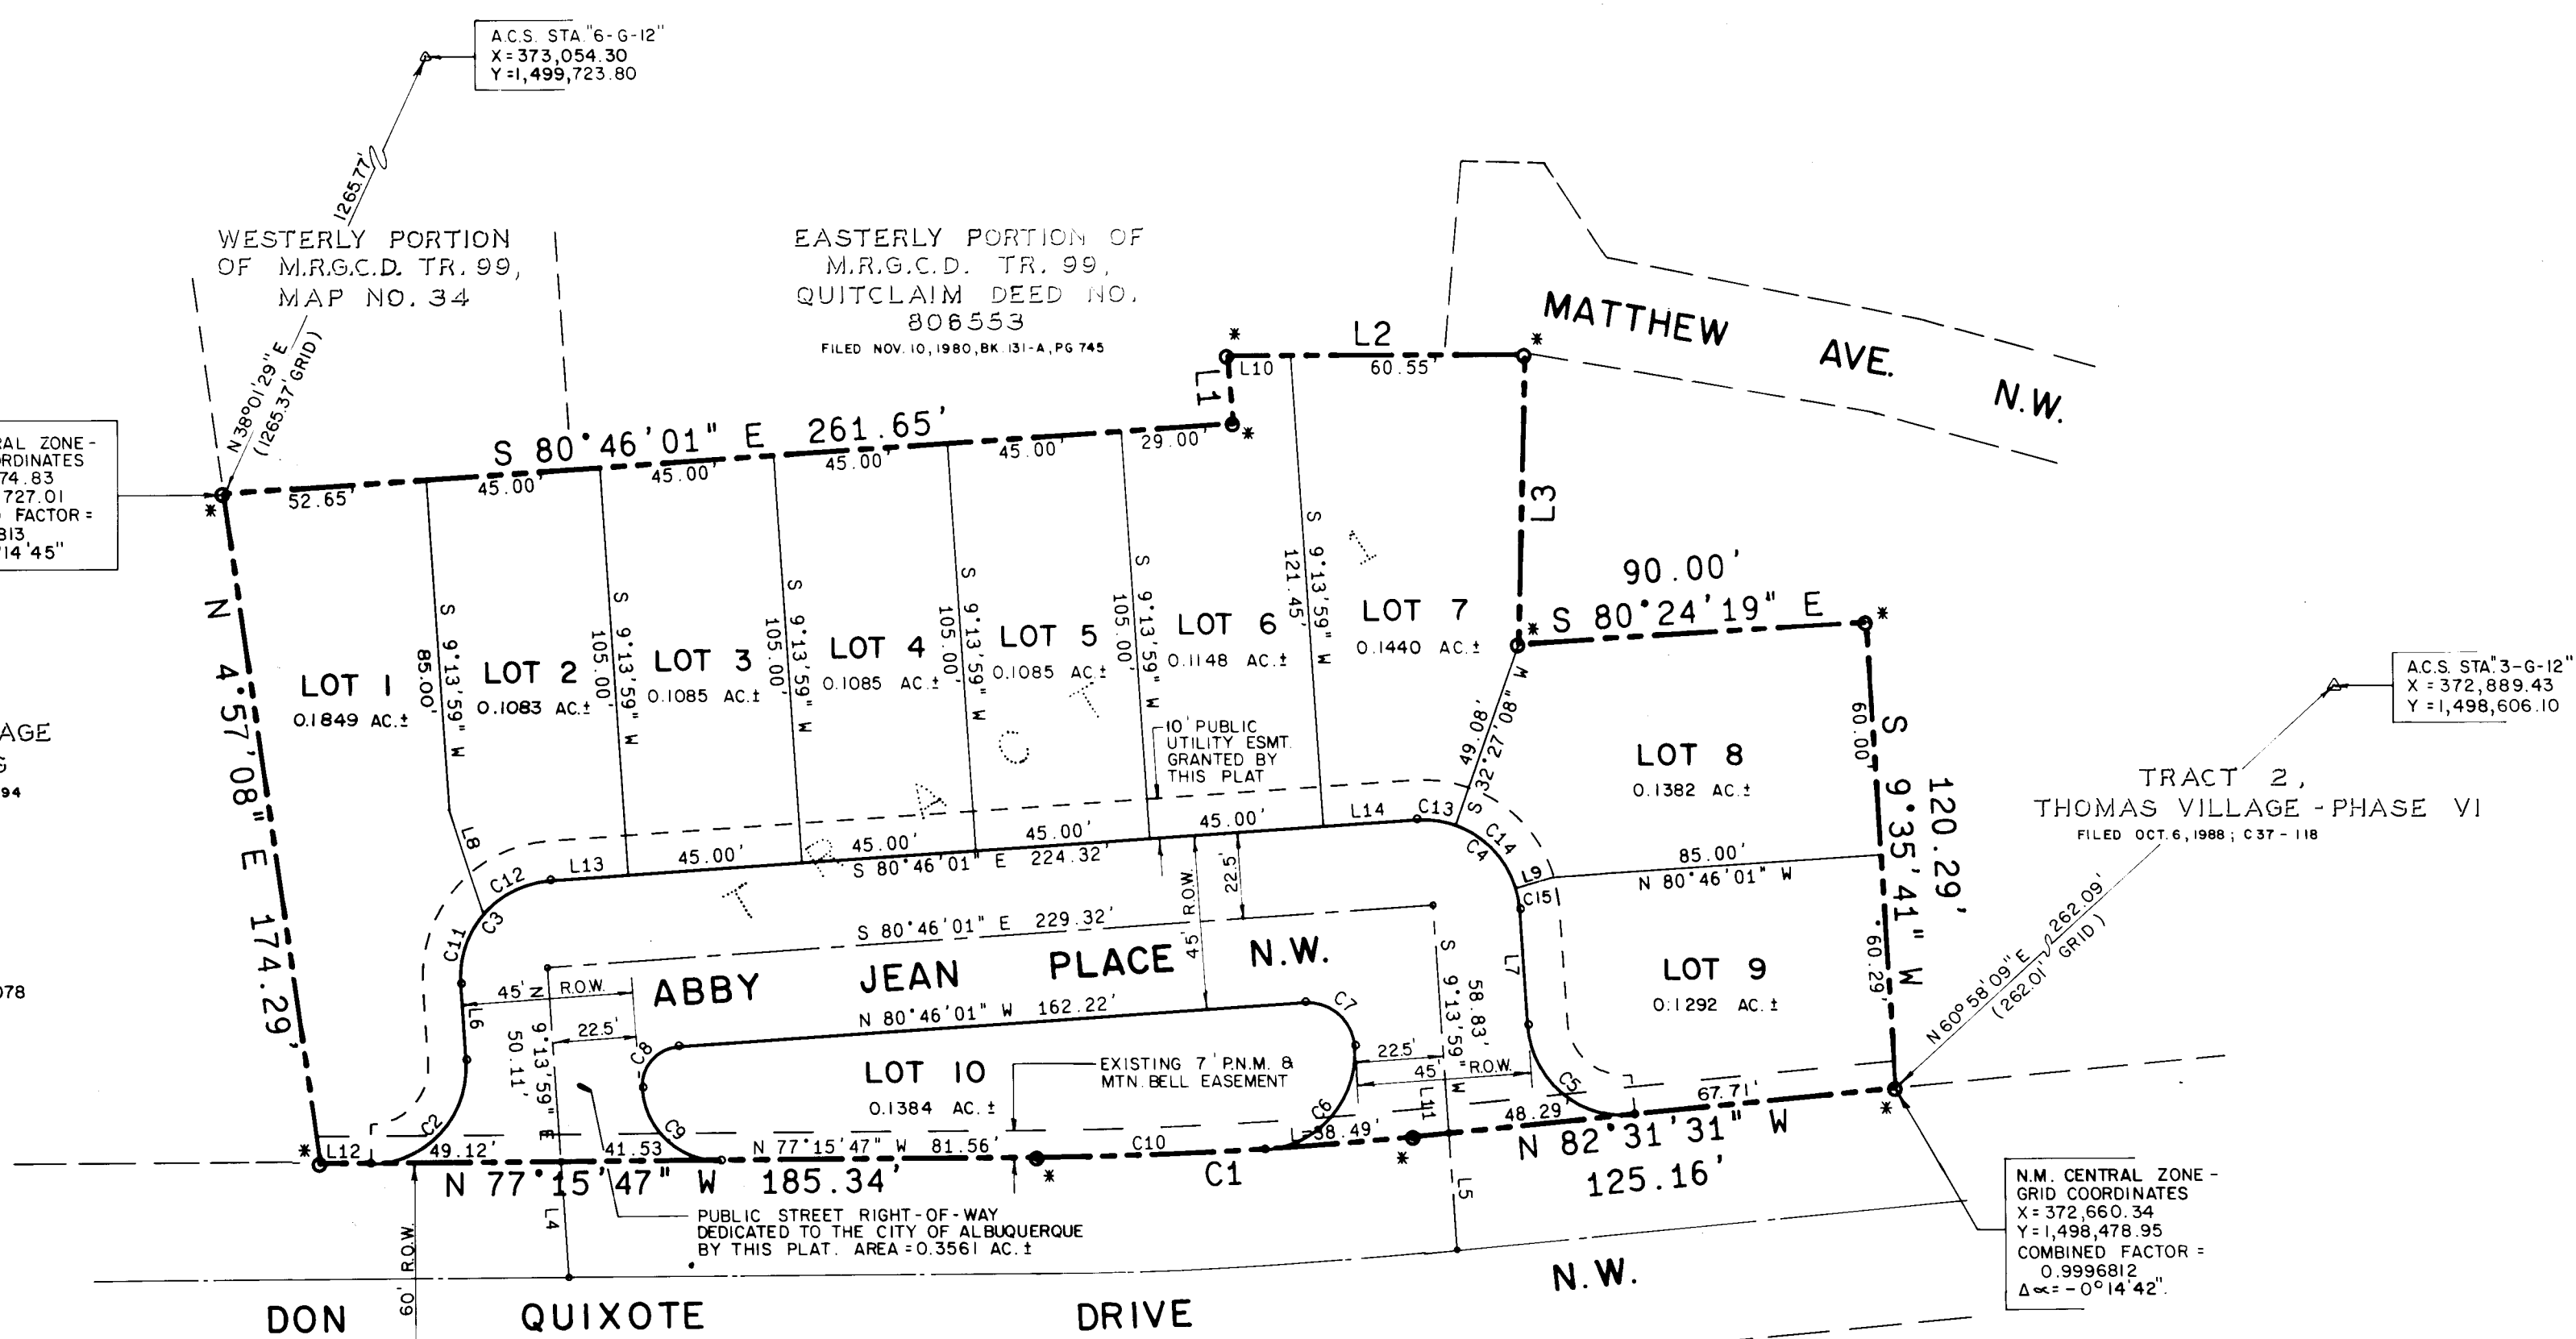 A.C.S. STA."6-G-12"
X=373,054.30
Y=1,499,723.80
1265.77'
N 38°01'29" E
(1265.37' GRID)
WESTERLY PORTION
OF M.R.G.C.D. TR. 99,
MAP NO. 34
EASTERLY PORTION OF
M.R.G.C.D. TR. 99,
QUITCLAIM DEED NO.
806553
FILED NOV. 10, 1980, BK. 131-A, PG 745
MATTHEW AVE. N.W.
L1
L2
L10
60.55'
L3
RAL ZONE-
ORDINATES
74.83
727.01
FACTOR =
813
'14'45"
S 80°46'01" E 261.65'
52.65'
45.00'
45.00'
45.00'
45.00'
29.00'
N 4°57'08" E 174.29'
S 9°13'59" W
85.00'
S 9°13'59" W
105.00'
S 9°13'59" W
105.00'
S 9°13'59" W
105.00'
S 9°13'59" W
105.00'
S 9°13'59" W
121.45'
LOT 1
0.1849 AC.±
LOT 2
0.1083 AC.±
LOT 3
0.1085 AC.±
LOT 4
0.1085 AC.±
LOT 5
0.1085 AC.±
LOT 6
0.1148 AC.±
LOT 7
0.1440 AC.±
TRACT 1
90.00'
S 80°24'19" E
49.08'
S 32°27'08" W
LOT 8
0.1382 AC.±
60.00'
S 9°35'41" W
120.29'
60.29'
85.00'
N 80°46'01" W
LOT 9
0.1292 AC.±
A.C.S. STA."3-G-12"
X = 372,889.43
Y = 1,498,606.10
TRACT 2,
THOMAS VILLAGE - PHASE VI
FILED OCT. 6, 1988; C37-118
N 60°58'09" E 262.09'
(262.01' GRID)
AGE
G
94
078
10' PUBLIC
UTILITY ESMT.
GRANTED BY
THIS PLAT
L8
C12
C3
C11
L13
45.00'
45.00'
45.00'
45.00'
L14
C13
C14
C4
L9
C15
L7
S 80°46'01" E 224.32'
22.5'
45' R.O.W.
S 80°46'01" E 229.32'
ABBY JEAN PLACE N.W.
N 80°46'01" W 162.22'
45' R.O.W.
L6
22.5'
N 9°13'59" E
50.11'
C8
C7
LOT 10
0.1384 AC.±
EXISTING 7' P.N.M. &
MTN. BELL EASEMENT
22.5'
45' R.O.W.
S 9°13'59" W
58.83'
L11
C5
C6
C9
C2
L12
49.12'
41.53
N 77°15'47" W 81.56'
C10
L=38.49'
48.29'
67.71'
N 77°15'47" W 185.34'
C1
N 82°31'31" W
125.16'
L4
L5
PUBLIC STREET RIGHT-OF-WAY
DEDICATED TO THE CITY OF ALBUQUERQUE
BY THIS PLAT. AREA = 0.3561 AC.±
60' R.O.W.
DON QUIXOTE DRIVE N.W.
N.M. CENTRAL ZONE -
GRID COORDINATES
X=372,660.34
Y=1,498,478.95
COMBINED FACTOR =
0.9996812
Δ∝=-0°14'42".